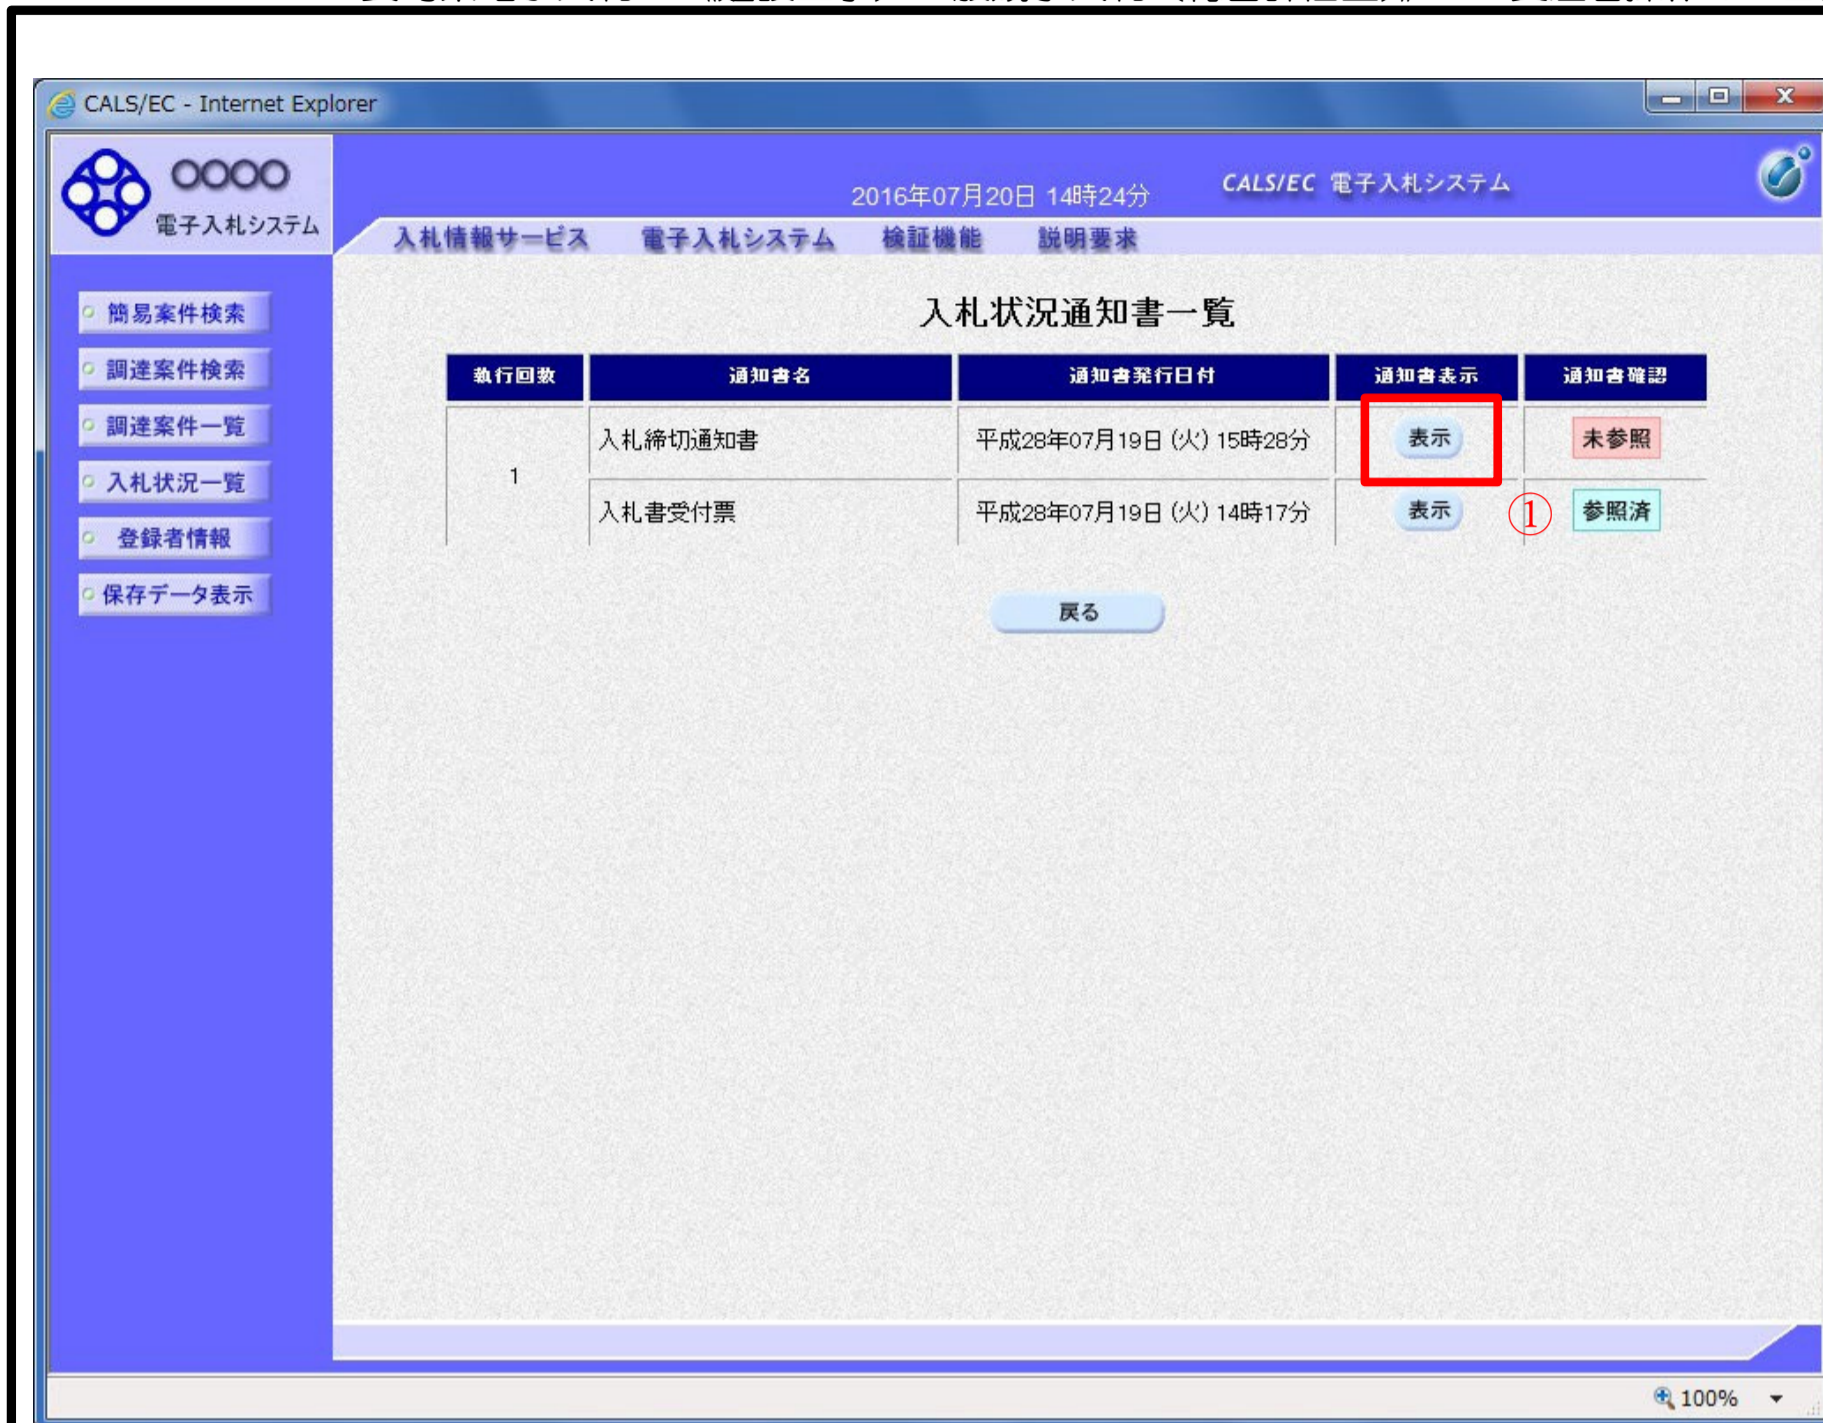 CALS/EC - Internet Explorer
○○○○
電子入札システム
2016年07月20日 14時24分
CALS/EC 電子入札システム
入札情報サービス 電子入札システム 検証機能 説明要求
簡易案件検索
調達案件検索
調達案件一覧
入札状況一覧
登録者情報
保存データ表示
入札状況通知書一覧
執行回数 通知書名 通知書発行日付 通知書表示 通知書確認
1
入札締切通知書 平成28年07月19日 (火) 15時28分 表示 未参照
入札書受付票 平成28年07月19日 (火) 14時17分 表示 参照済
①
戻る
100%